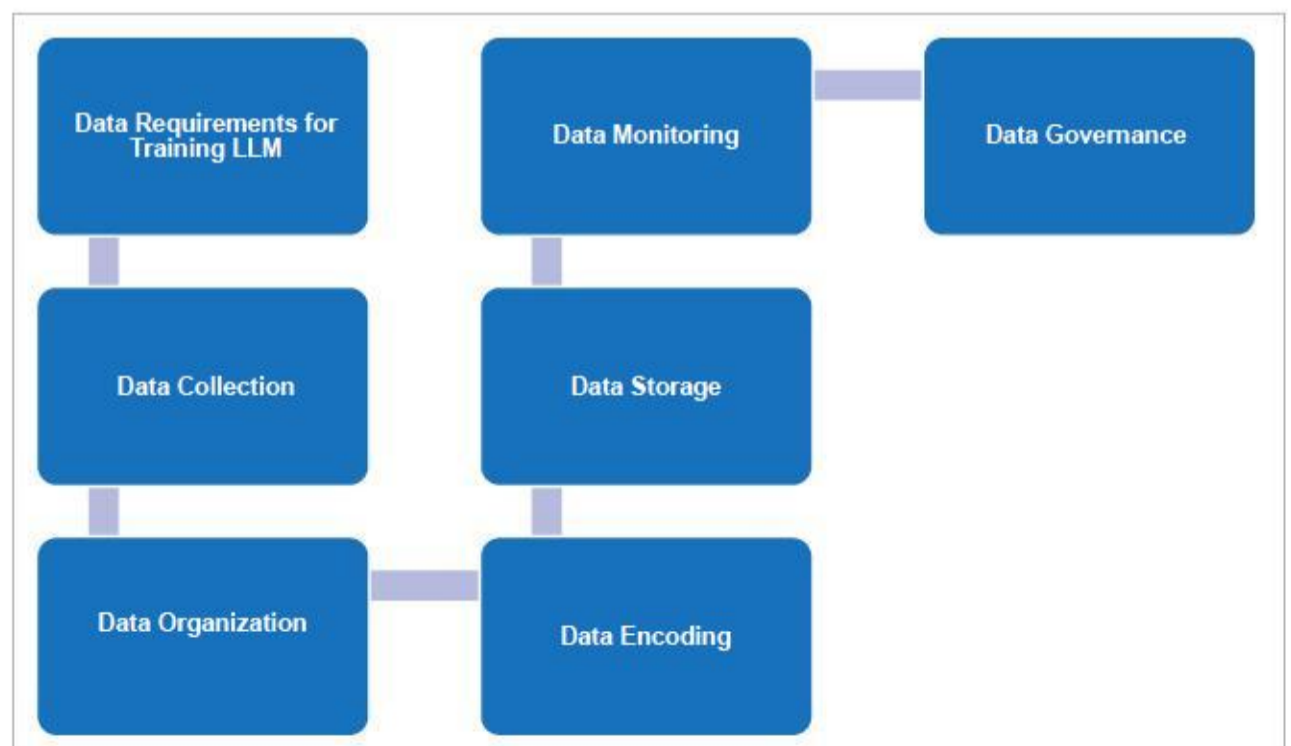 Data Requirements for
Training LLM
Data Collection
Data Organization
Data Encoding
Data Storage
Data Monitoring
Data Governance